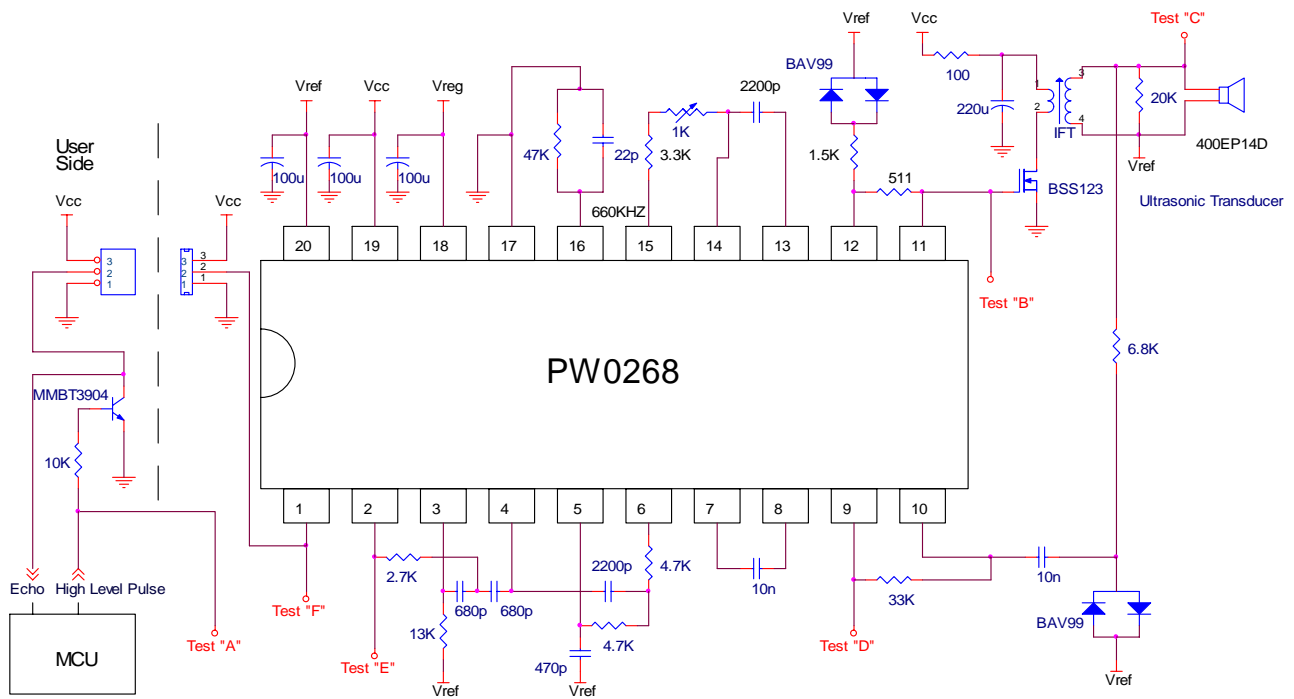 Vref
Vcc
Vreg
100u
100u
100u
47K
22p
660KHZ
1K
3.3K
2200p
Vref
BAV99
1.5K
511
Vcc
100
220u
1
2
3
4
IFT
BSS123
Test "C"
20K
Vref
400EP14D
Ultrasonic Transducer
Test "B"
6.8K
User
Side
Vcc
3
2
1
Vcc
3
2
1
3
2
1
MMBT3904
10K
Echo
High Level Pulse
MCU
Test "A"
20
19
18
17
16
15
14
13
12
11
PW0268
1
2
3
4
5
6
7
8
9
10
Test "F"
2.7K
Test "E"
680p
680p
13K
Vref
2200p
4.7K
4.7K
470p
Vref
10n
33K
Test "D"
10n
BAV99
Vref